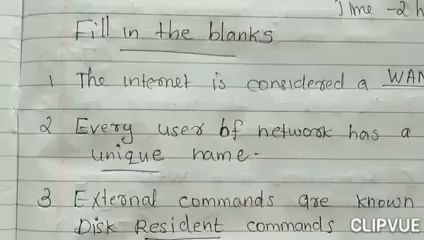 Time -2 h
Fill in the blanks
1 The internet is considered a WAN
2 Every user of network has a
unique name.
3 External commands are known
Disk Resident commands
CLIPVUE